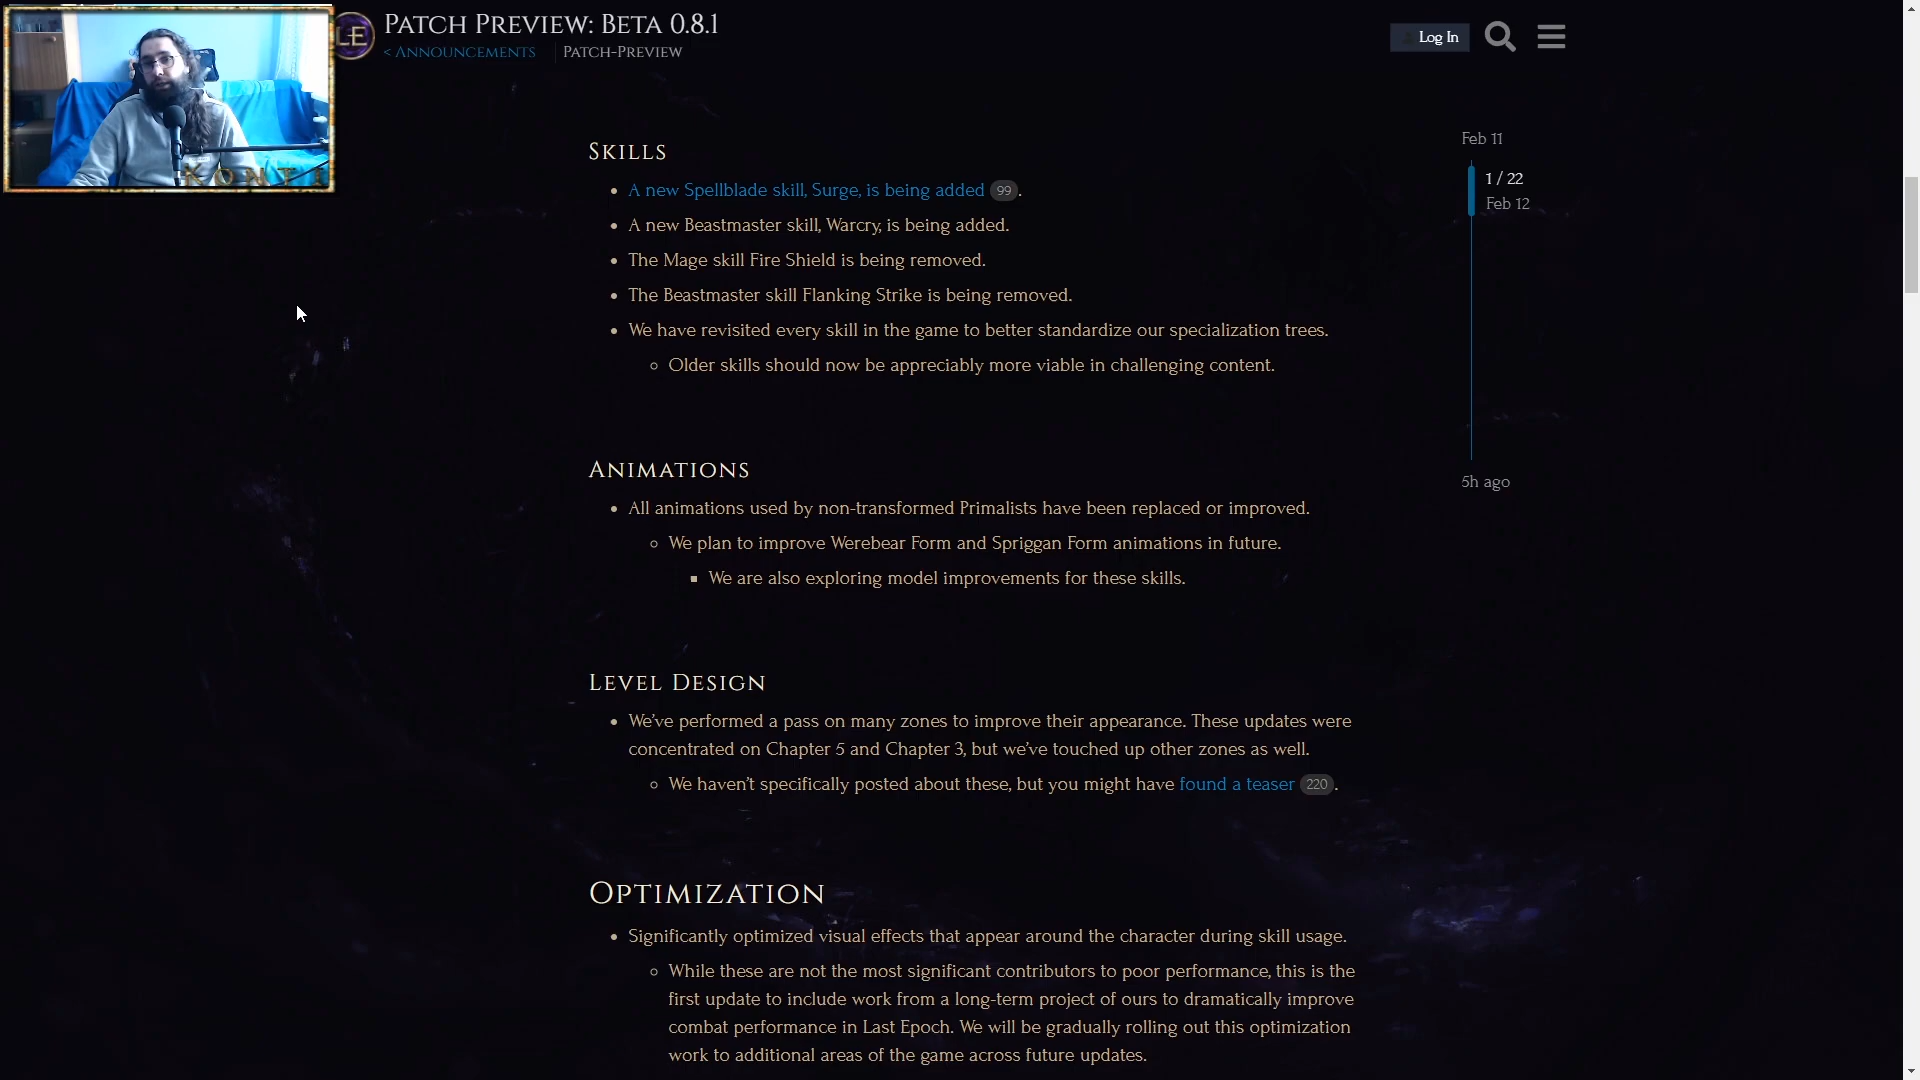 LE
Patch Preview: Beta 0.8.1
< Announcements
Patch-Preview
Log In
Skills
A new Spellblade skill, Surge, is being added 99.
A new Beastmaster skill, Warcry, is being added.
The Mage skill Fire Shield is being removed.
The Beastmaster skill Flanking Strike is being removed.
We have revisited every skill in the game to better standardize our specialization trees.
Older skills should now be appreciably more viable in challenging content.
Feb 11
1 / 22
Feb 12
5h ago
Animations
All animations used by non-transformed Primalists have been replaced or improved.
We plan to improve Werebear Form and Spriggan Form animations in future.
We are also exploring model improvements for these skills.
Level Design
We've performed a pass on many zones to improve their appearance. These updates were
concentrated on Chapter 5 and Chapter 3, but we've touched up other zones as well.
We haven't specifically posted about these, but you might have found a teaser 220.
Optimization
Significantly optimized visual effects that appear around the character during skill usage.
While these are not the most significant contributors to poor performance, this is the
first update to include work from a long-term project of ours to dramatically improve
combat performance in Last Epoch. We will be gradually rolling out this optimization
work to additional areas of the game across future updates.